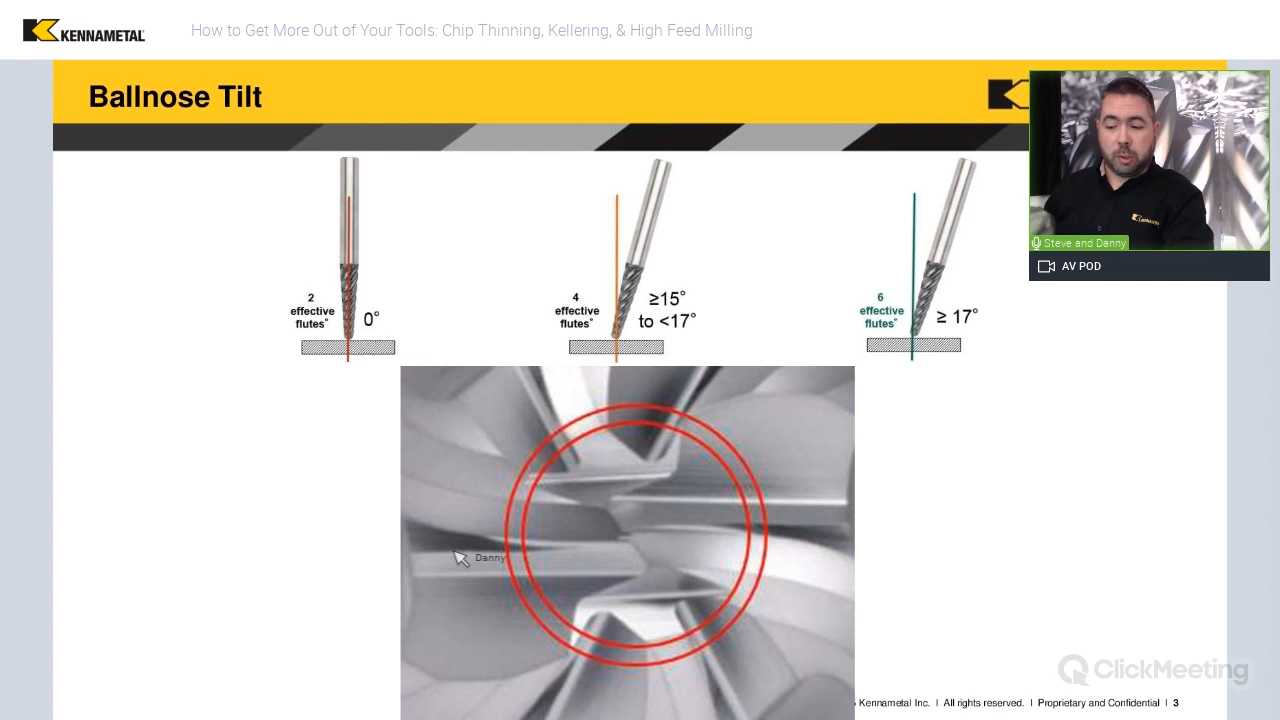 KENNAMETAL
How to Get More Out of Your Tools: Chip Thinning, Kellering, & High Feed Milling
Ballnose Tilt
Steve and Danny
AV POD
2
effective
flutes°
0°
4
effective
flutes°
≥15°
to <17°
6
effective
flutes°
≥ 17°
Danny
ClickMeeting
Kennametal Inc. I All rights reserved. I Proprietary and Confidential I 3